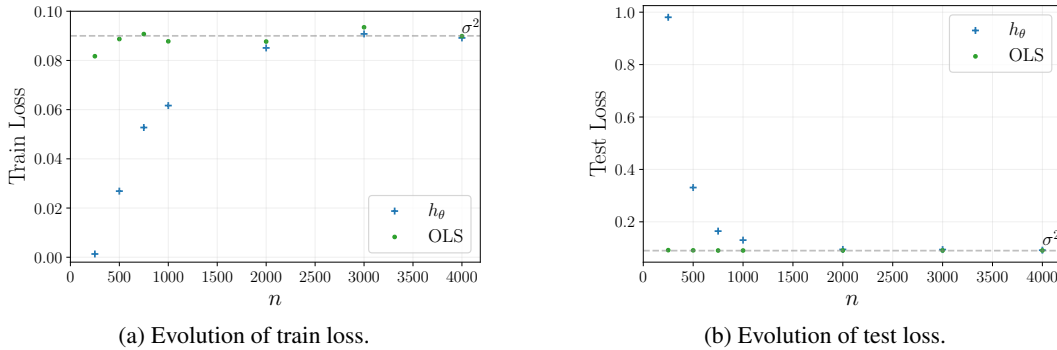 0.10
0.08
0.06
0.04
0.02
0.00
Train Loss
σ²
h_θ
OLS
0 500 1000 1500 2000 2500 3000 3500 4000
n
(a) Evolution of train loss.
1.0
0.8
0.6
0.4
0.2
Test Loss
h_θ
OLS
σ²
0 500 1000 1500 2000 2500 3000 3500 4000
n
(b) Evolution of test loss.